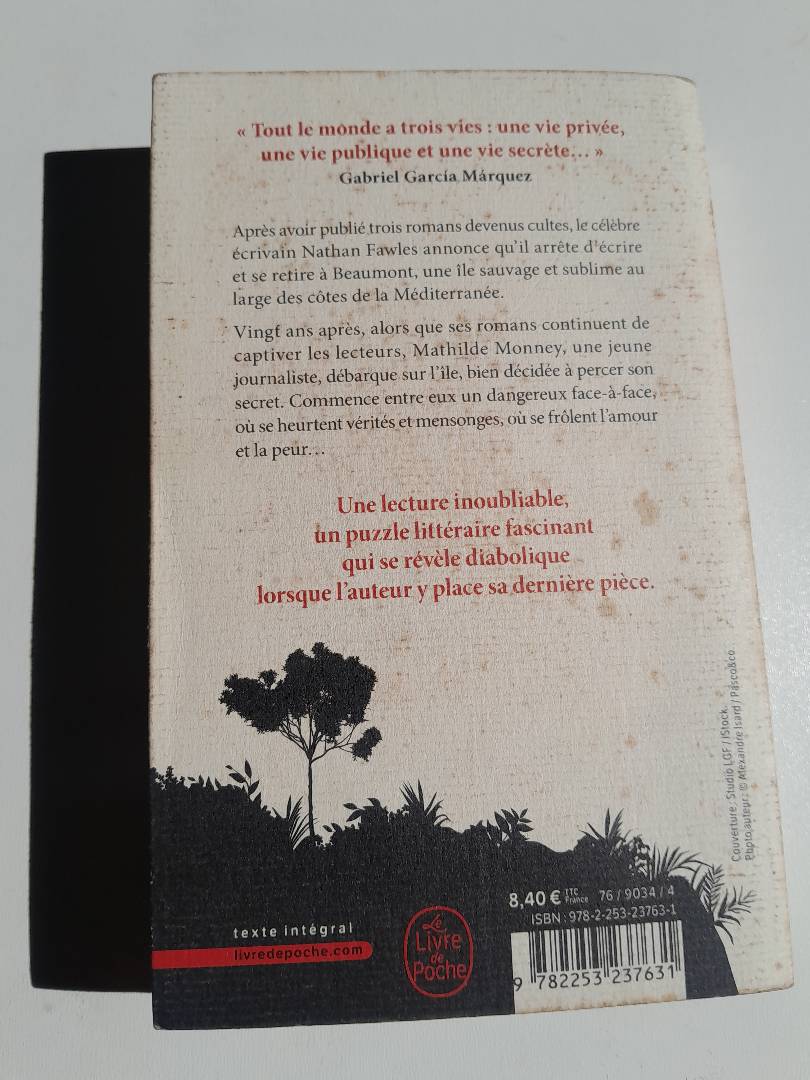 « Tout le monde a trois vies : une vie privée,
une vie publique et une vie secrète... »
Gabriel García Márquez
Après avoir publié trois romans devenus cultes, le célèbre
écrivain Nathan Fawles annonce qu'il arrête d'écrire
et se retire à Beaumont, une île sauvage et sublime au
large des côtes de la Méditerranée.
Vingt ans après, alors que ses romans continuent de
captiver les lecteurs, Mathilde Monney, une jeune
journaliste, débarque sur l'île, bien décidée à percer son
secret. Commence entre eux un dangereux face-à-face,
où se heurtent vérités et mensonges, où se frôlent l'amour
et la peur...
Une lecture inoubliable,
un puzzle littéraire fascinant
qui se révèle diabolique
lorsque l'auteur y place sa dernière pièce.
Couverture : Studio LGF / iStock.
Photo auteur : © Alexandre Isard / Pasco&co.
8,40 € TTC France 76 / 9034 / 4
ISBN : 978-2-253-23763-1
texte intégral
livredepoche.com
Le
Livre
de
Poche
9 782253 237631